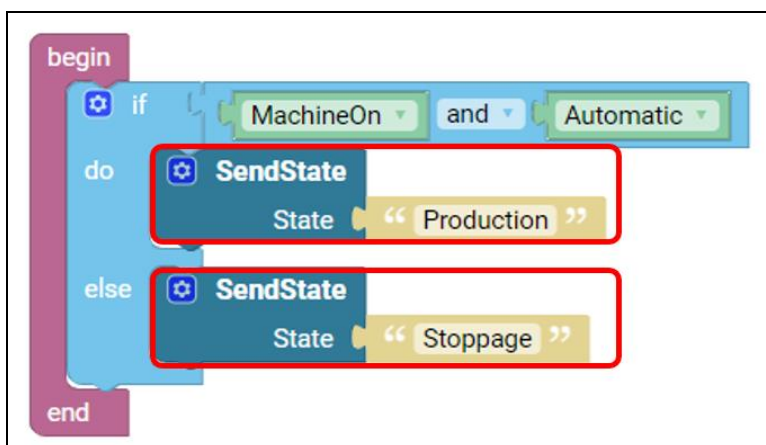 begin
if MachineOn and Automatic
do SendState
State “ Production ”
else SendState
State “ Stoppage ”
end